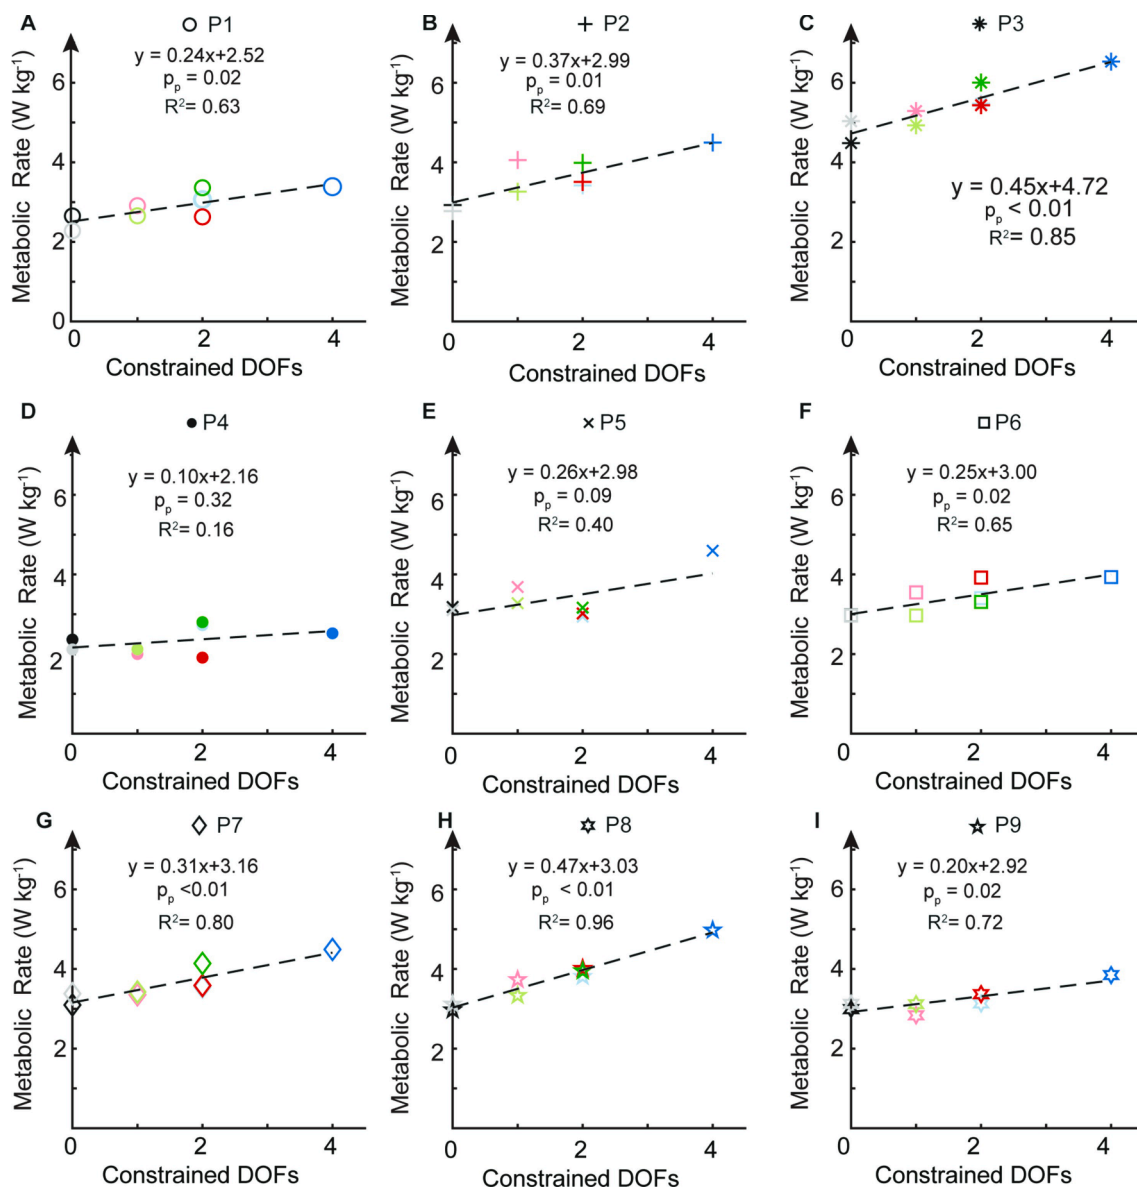 A
P1
y = 0.24x+2.52
pp = 0.02
R²= 0.63
Metabolic Rate (W kg⁻¹)
6
4
2
0
0
2
4
Constrained DOFs
B
P2
y = 0.37x+2.99
pp = 0.01
R²= 0.69
Metabolic Rate (W kg⁻¹)
6
4
2
0
2
4
Constrained DOFs
C
P3
y = 0.45x+4.72
pp < 0.01
R²= 0.85
Metabolic Rate (W kg⁻¹)
6
4
2
0
2
4
Constrained DOFs
D
P4
y = 0.10x+2.16
pp = 0.32
R²= 0.16
Metabolic Rate (W kg⁻¹)
6
4
2
0
2
4
Constrained DOFs
E
P5
y = 0.26x+2.98
pp = 0.09
R²= 0.40
Metabolic Rate (W kg⁻¹)
6
4
2
0
2
4
Constrained DOFs
F
P6
y = 0.25x+3.00
pp = 0.02
R²= 0.65
Metabolic Rate (W kg⁻¹)
6
4
2
0
2
4
Constrained DOFs
G
P7
y = 0.31x+3.16
pp <0.01
R²= 0.80
Metabolic Rate (W kg⁻¹)
6
4
2
0
2
4
Constrained DOFs
H
P8
y = 0.47x+3.03
pp < 0.01
R²= 0.96
Metabolic Rate (W kg⁻¹)
6
4
2
0
2
4
Constrained DOFs
I
P9
y = 0.20x+2.92
pp = 0.02
R²= 0.72
Metabolic Rate (W kg⁻¹)
6
4
2
0
2
4
Constrained DOFs